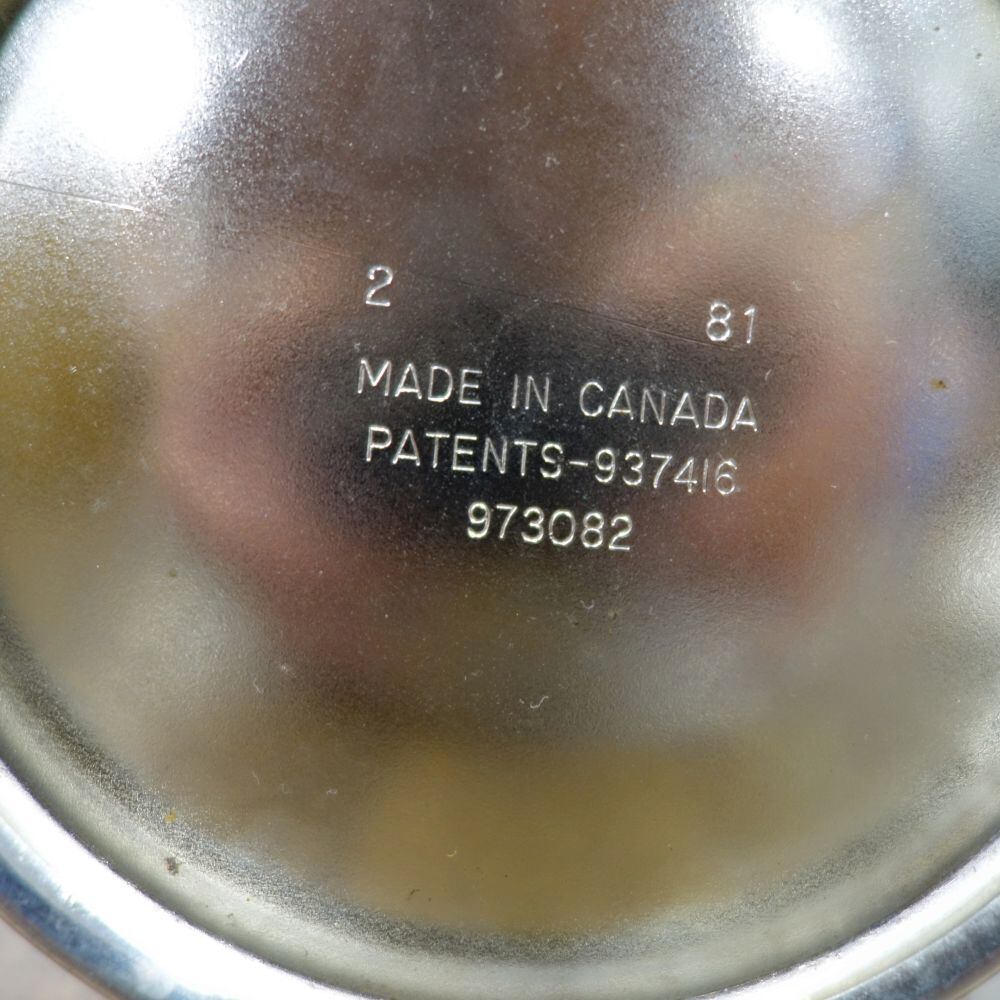 2 81
MADE IN CANADA
PATENTS-937416
973082